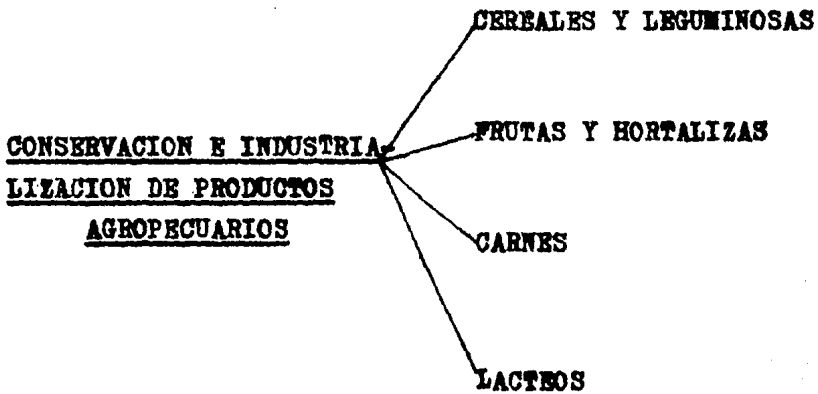 CEREALES Y LEGUMINOSAS
CONSERVACION E INDUSTRIA-
FRUTAS Y HORTALIZAS
LIZACION DE PRODUCTOS
AGROPECUARIOS
CARNES
LACTEOS